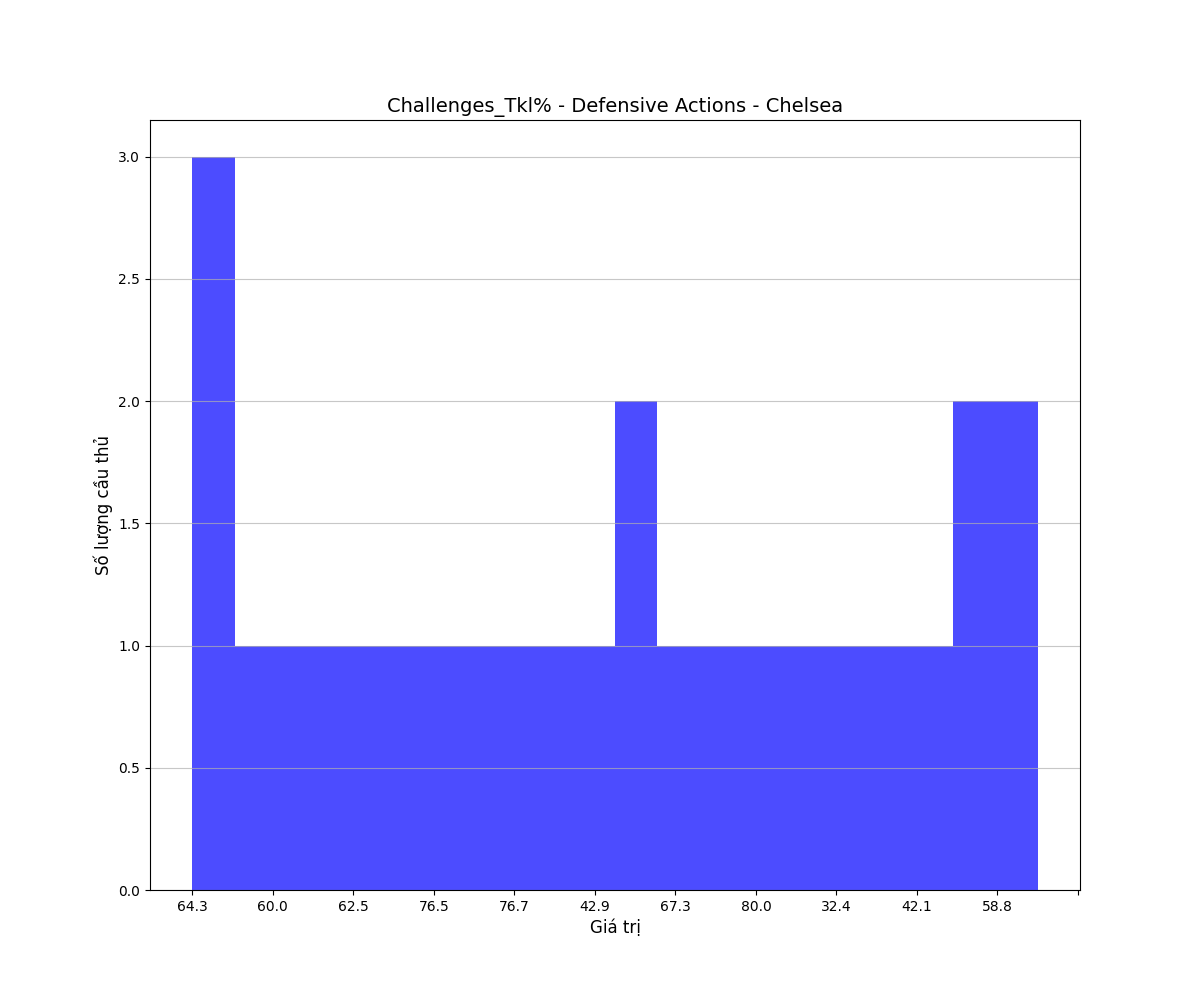 Challenges_Tkl% - Defensive Actions - Chelsea
Số lượng cầu thủ
3.0
2.5
2.0
1.5
1.0
0.5
0.0
64.3 60.0 62.5 76.5 76.7 42.9 67.3 80.0 32.4 42.1 58.8
Giá trị